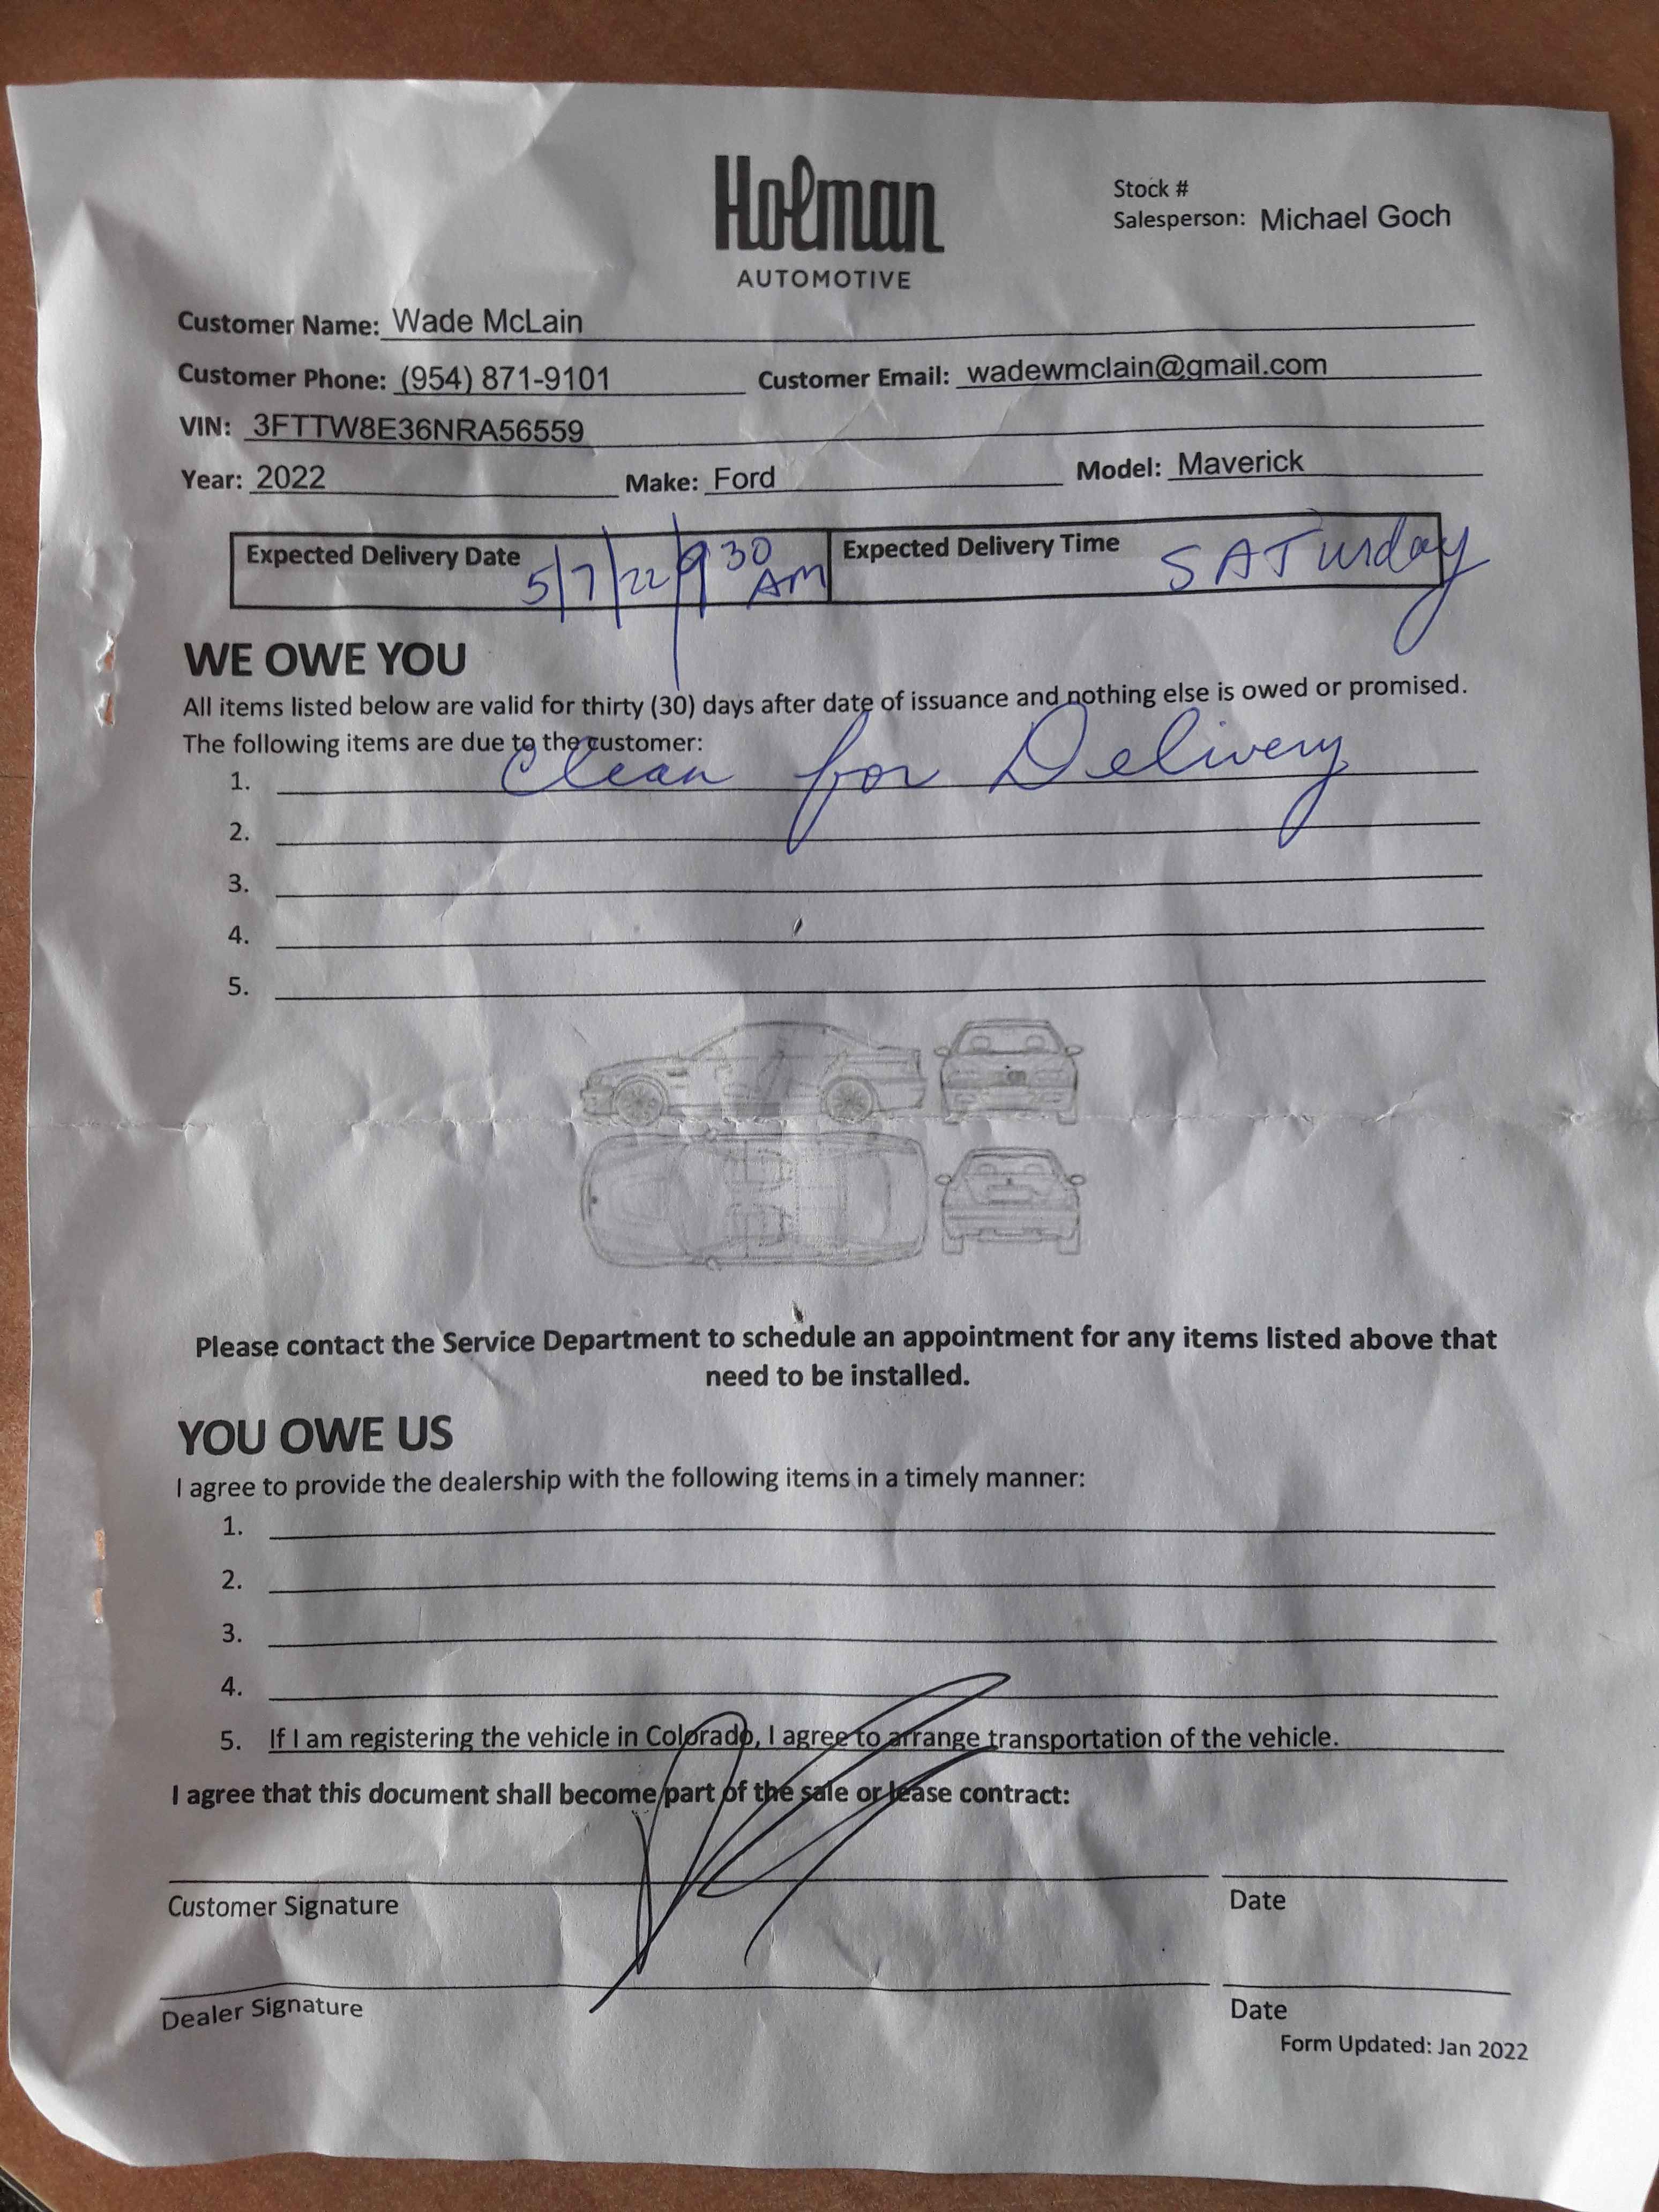 Holman
AUTOMOTIVE
Stock #
Salesperson: Michael Goch
Customer Name: Wade McLain
Customer Phone: (954) 871-9101 Customer Email: wadewmclain@gmail.com
VIN: 3FTTW8E36NRA56559
Year: 2022 Make: Ford Model: Maverick
Expected Delivery Date 5/7/22/9 30 AM Expected Delivery Time SATurday
WE OWE YOU
All items listed below are valid for thirty (30) days after date of issuance and nothing else is owed or promised.
The following items are due to the customer:
1. Clean for Delivery
2.
3.
4.
5.
Please contact the Service Department to schedule an appointment for any items listed above that
need to be installed.
YOU OWE US
I agree to provide the dealership with the following items in a timely manner:
1.
2.
3.
4.
5. If I am registering the vehicle in Colorado, I agree to arrange transportation of the vehicle.
I agree that this document shall become part of the sale or lease contract:
Customer Signature Date
Dealer Signature Date
Form Updated: Jan 2022